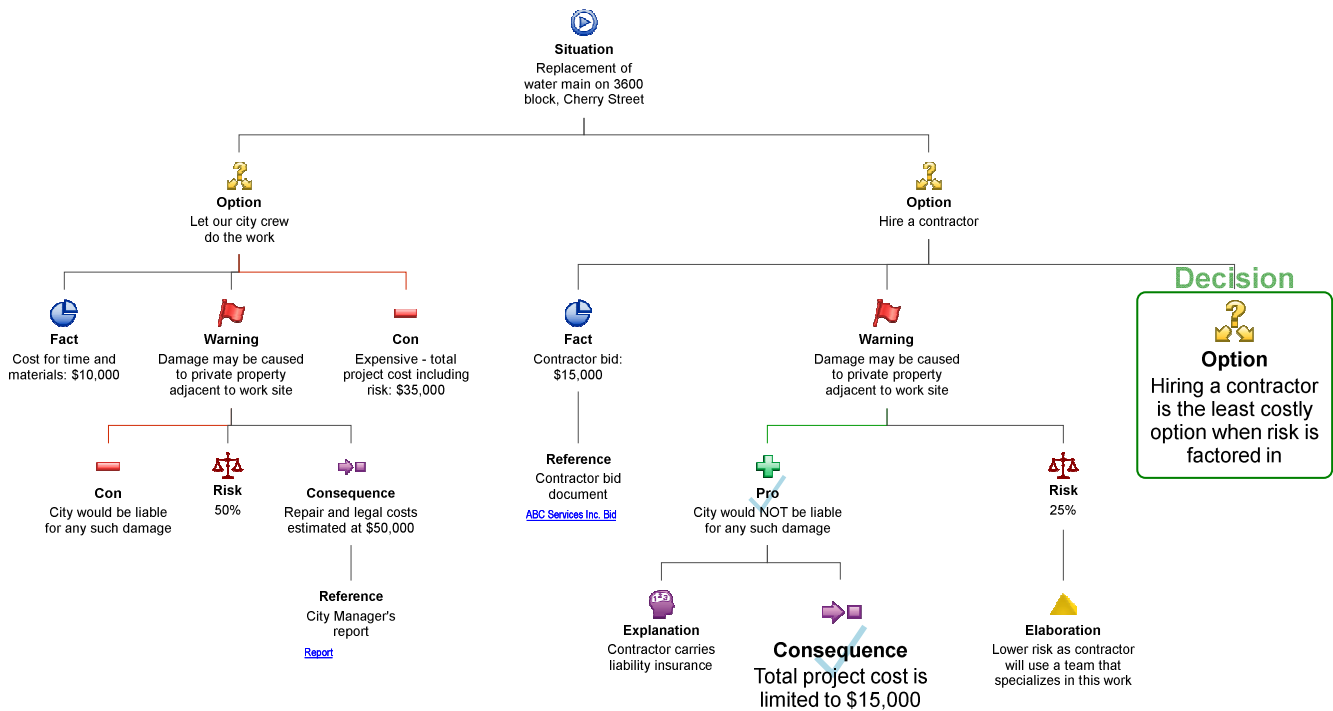 Situation
Replacement of
water main on 3600
block, Cherry Street
Option
Let our city crew
do the work
Option
Hire a contractor
Fact
Cost for time and
materials: $10,000
Warning
Damage may be caused
to private property
adjacent to work site
Con
Expensive - total
project cost including
risk: $35,000
Fact
Contractor bid:
$15,000
Warning
Damage may be caused
to private property
adjacent to work site
Decision
Option
Hiring a contractor
is the least costly
option when risk is
factored in
Con
City would be liable
for any such damage
Risk
50%
Consequence
Repair and legal costs
estimated at $50,000
Reference
Contractor bid
document
ABC Services Inc. Bid
Pro
City would NOT be liable
for any such damage
Risk
25%
Reference
City Manager's
report
Report
Explanation
Contractor carries
liability insurance
Consequence
Total project cost is
limited to $15,000
Elaboration
Lower risk as contractor
will use a team that
specializes in this work